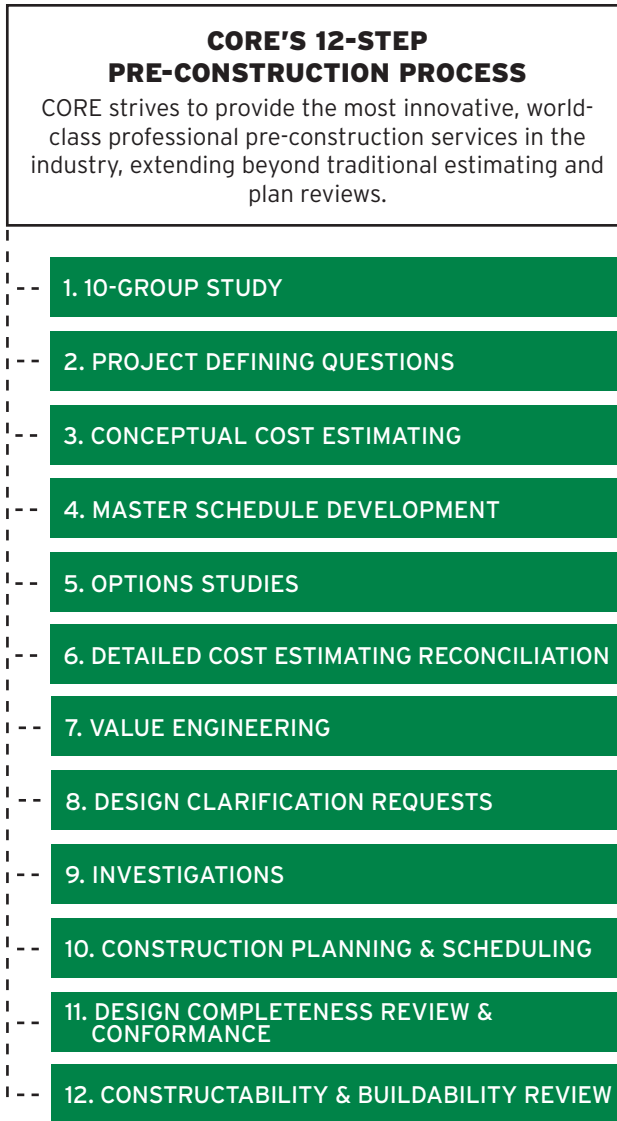 CORE'S 12-STEP
PRE-CONSTRUCTION PROCESS
CORE strives to provide the most innovative, world-
class professional pre-construction services in the
industry, extending beyond traditional estimating and
plan reviews.
1. 10-GROUP STUDY
2. PROJECT DEFINING QUESTIONS
3. CONCEPTUAL COST ESTIMATING
4. MASTER SCHEDULE DEVELOPMENT
5. OPTIONS STUDIES
6. DETAILED COST ESTIMATING RECONCILIATION
7. VALUE ENGINEERING
8. DESIGN CLARIFICATION REQUESTS
9. INVESTIGATIONS
10. CONSTRUCTION PLANNING & SCHEDULING
11. DESIGN COMPLETENESS REVIEW &
CONFORMANCE
12. CONSTRUCTABILITY & BUILDABILITY REVIEW